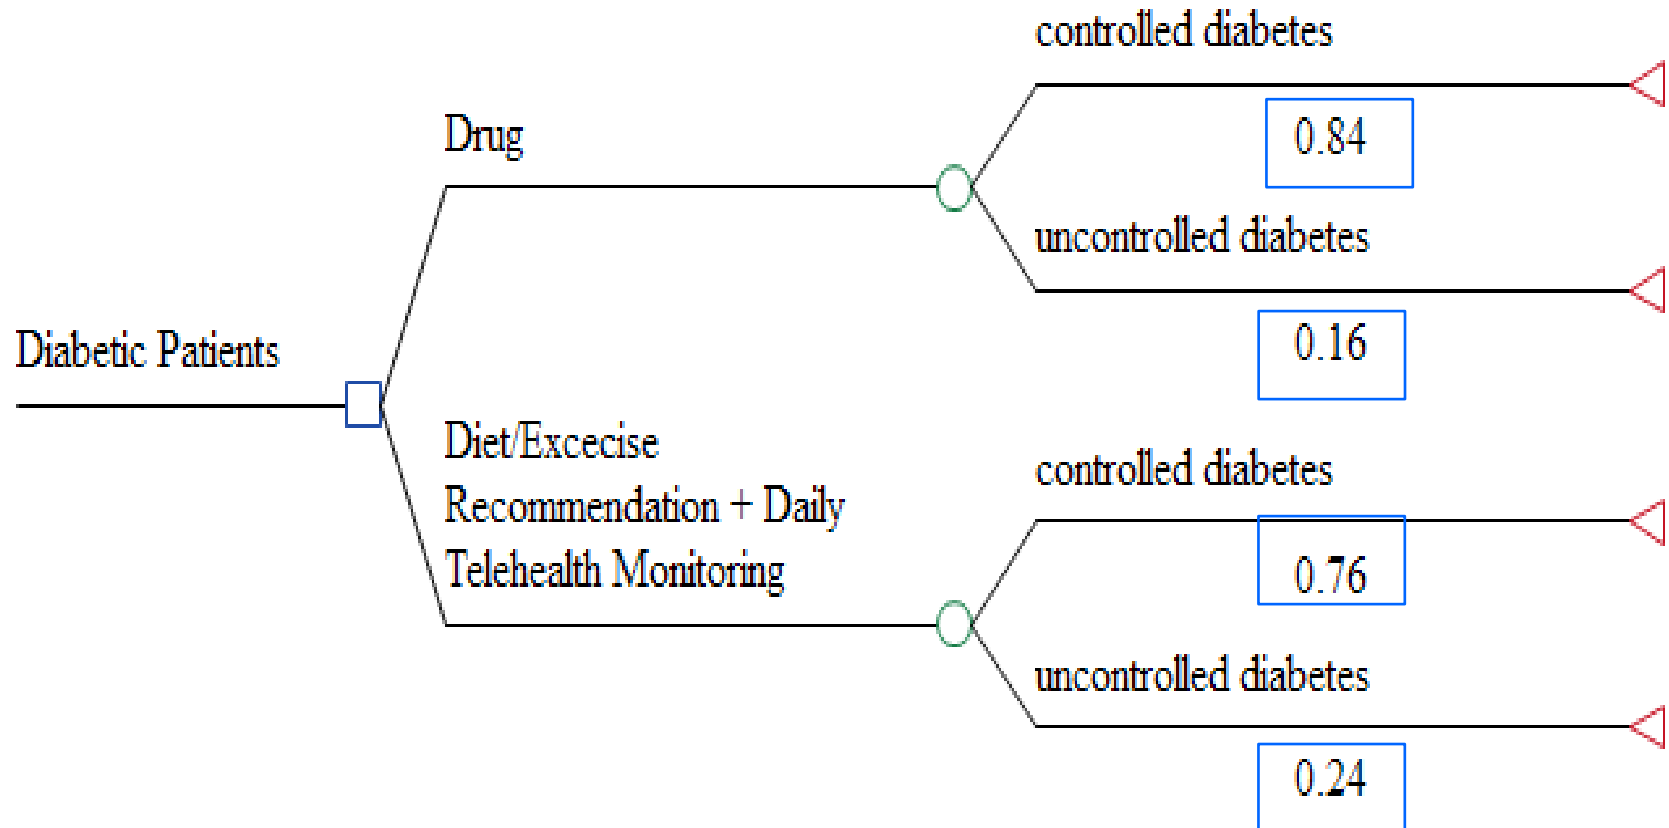 controlled diabetes
0.84
Drug
uncontrolled diabetes
0.16
Diabetic Patients
Diet/Excecise
Recommendation + Daily
Telehealth Monitoring
controlled diabetes
0.76
uncontrolled diabetes
0.24